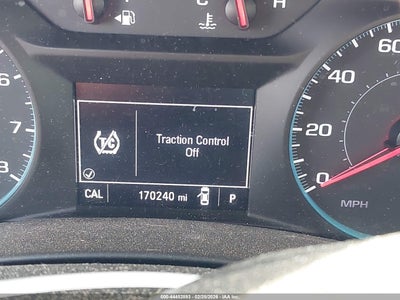 C H
60
40
20
0
MPH
6
7
8
TC
Traction Control
Off
CAL 170240 mi P